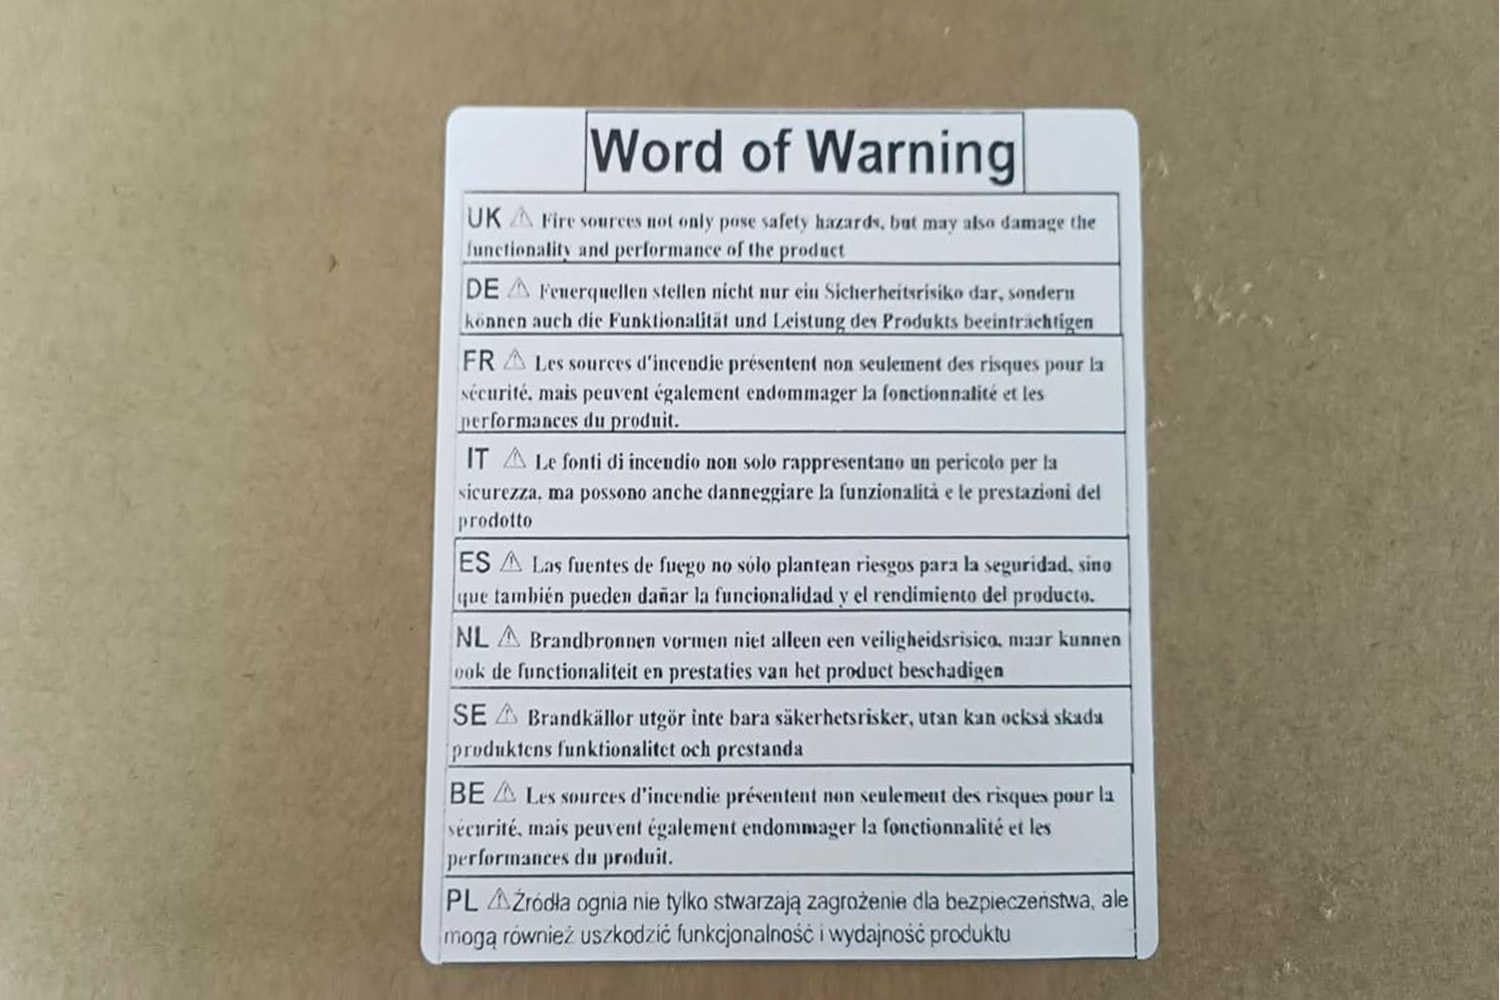 Word of Warning
UK ⚠ Fire sources not only pose safety hazards, but may also damage the
functionality and performance of the product
DE ⚠ Feuerquellen stellen nicht nur ein Sicherheitsrisiko dar, sondern
können auch die Funktionalität und Leistung des Produkts beeinträchtigen
FR ⚠ Les sources d'incendie présentent non seulement des risques pour la
sécurité, mais peuvent également endommager la fonctionnalité et les
performances du produit.
IT ⚠ Le fonti di incendio non solo rappresentano un pericolo per la
sicurezza, ma possono anche danneggiare la funzionalità e le prestazioni del
prodotto
ES ⚠ Las fuentes de fuego no sólo plantean riesgos para la seguridad, sino
que también pueden dañar la funcionalidad y el rendimiento del producto.
NL ⚠ Brandbronnen vormen niet alleen een veiligheidsrisico, maar kunnen
ook de functionaliteit en prestaties van het product beschadigen
SE ⚠ Brandkällor utgör inte bara säkerhetsrisker, utan kan också skada
produktens funktionalitet och prestanda
BE ⚠ Les sources d'incendie présentent non seulement des risques pour la
sécurité, mais peuvent également endommager la fonctionnalité et les
performances du produit.
PL ⚠Źródła ognia nie tylko stwarzają zagrożenie dla bezpieczeństwa, ale
mogą również uszkodzić funkcjonalność i wydajność produktu